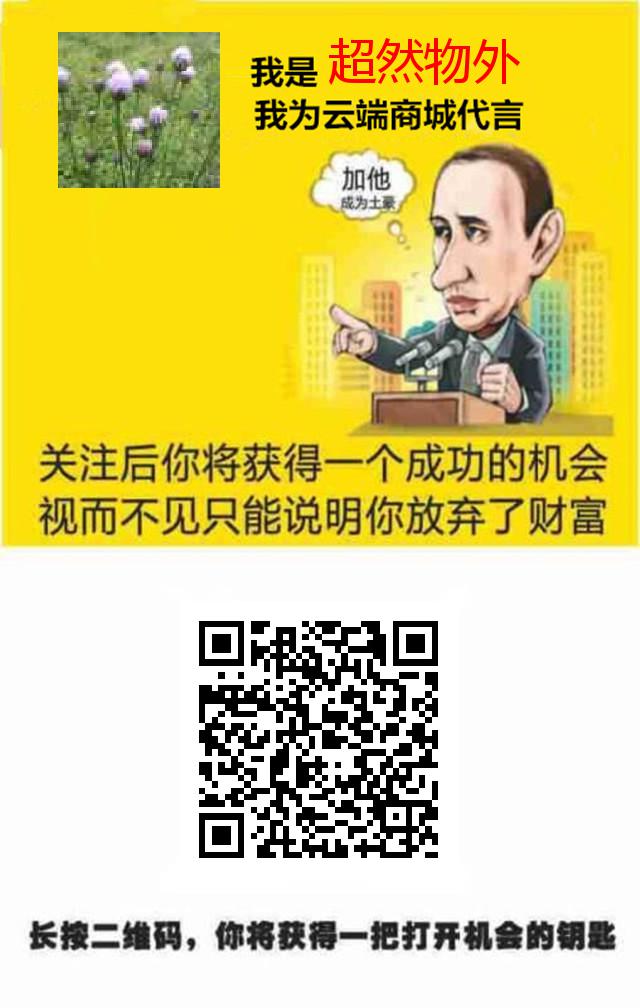 我是 超然物外
我为云端商城代言
加他
成为土豪
关注后你将获得一个成功的机会
视而不见只能说明你放弃了财富
长按二维码，你将获得一把打开机会的钥匙